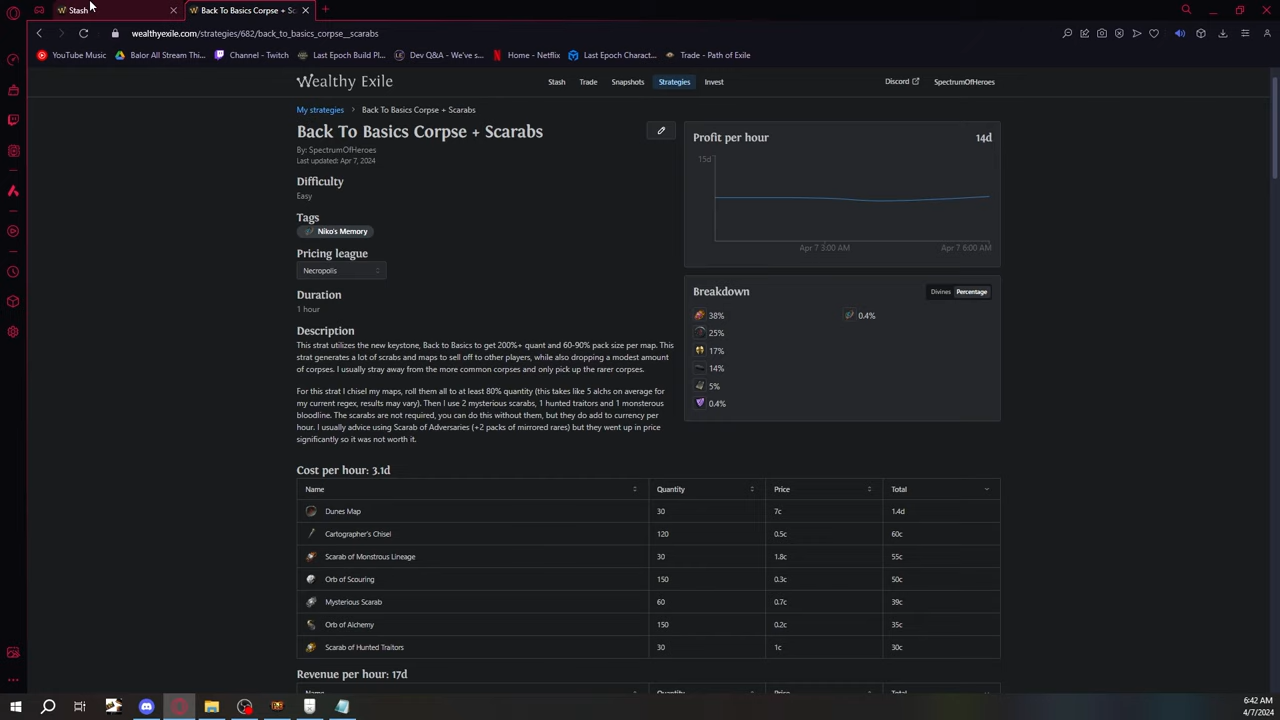 Stash
Back To Basics Corpse + Sc
wealthyexile.com/strategies/682/back_to_basics_corpse__scarabs
YouTube Music
Balor All Stream Thi...
Channel - Twitch
Last Epoch Build Pl...
Dev Q&A - We've s...
Home - Netflix
Last Epoch Charact...
Trade - Path of Exile
Wealthy Exile
Stash
Trade
Snapshots
Strategies
Invest
Discord
SpectrumOfHeroes
My strategies > Back To Basics Corpse + Scarabs
Back To Basics Corpse + Scarabs
By: SpectrumOfHeroes
Last updated: Apr 7, 2024
Difficulty
Easy
Tags
Niko's Memory
Pricing league
Necropolis
Duration
1 hour
Description
This strat utilizes the new keystone, Back to Basics to get 200%+ quant and 60-90% pack size per map. This
strat generates a lot of scrabs and maps to sell off to other players, while also dropping a modest amount
of corpses. I usually stray away from the more common corpses and only pick up the rarer corpses.
For this strat I chisel my maps, roll them all to at least 80% quantity (this takes like 5 alchs on average for
my current regex, results may vary). Then I use 2 mysterious scarabs, 1 hunted traitors and 1 monsterous
bloodline. The scarabs are not required, you can do this without them, but they do add to currency per
hour. I usually advice using Scarab of Adversaries (+2 packs of mirrored rares) but they went up in price
significantly so it was not worth it.
Profit per hour
14d
15d
Apr 7 3:00 AM
Apr 7 6:00 AM
Breakdown
Divines
Percentage
38%
0.4%
25%
17%
14%
5%
0.4%
Cost per hour: 3.1d
Name Quantity Price Total
Dunes Map 30 7c 1.4d
Cartographer's Chisel 120 0.5c 60c
Scarab of Monstrous Lineage 30 1.8c 55c
Orb of Scouring 150 0.3c 50c
Mysterious Scarab 60 0.7c 39c
Orb of Alchemy 150 0.2c 35c
Scarab of Hunted Traitors 30 1c 30c
Revenue per hour: 17d
6:42 AM
4/7/2024